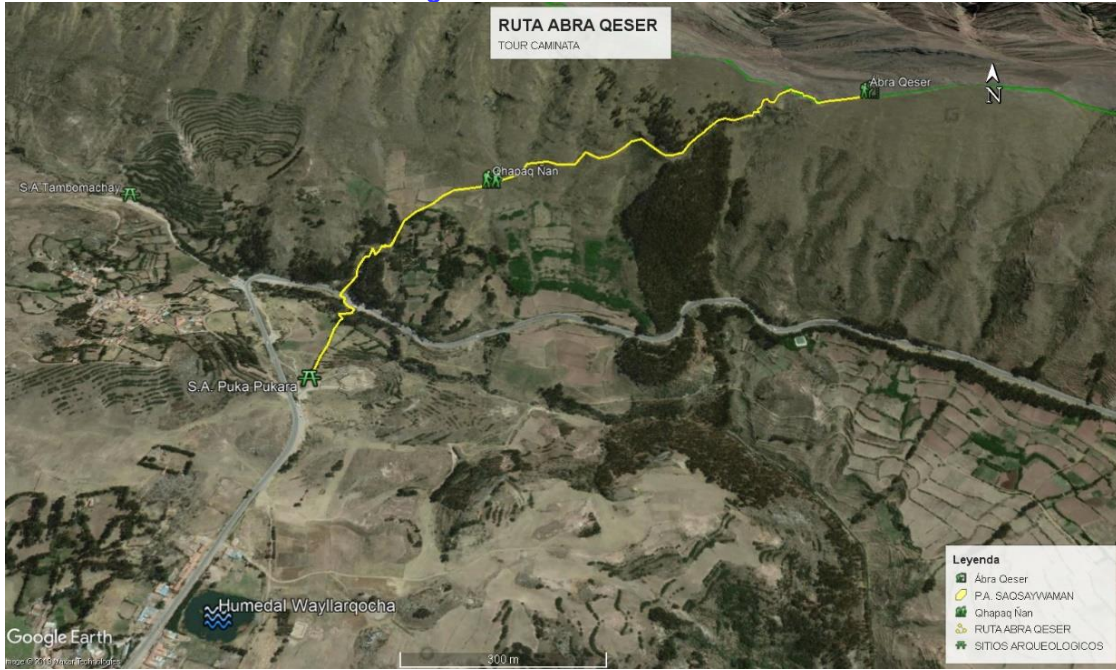 RUTA ABRA QESER
TOUR CAMINATA
Abra Qeser
N
Qhapaq Ñan
S.A.Tambomachay
S.A. Puka Pukara
Humedal Wayllarqocha
Leyenda
Abra Qeser
P.A. SAQSAYWAMAN
Qhapaq Ñan
RUTA ABRA QESER
SITIOS ARQUEOLOGICOS
Google Earth
300 m